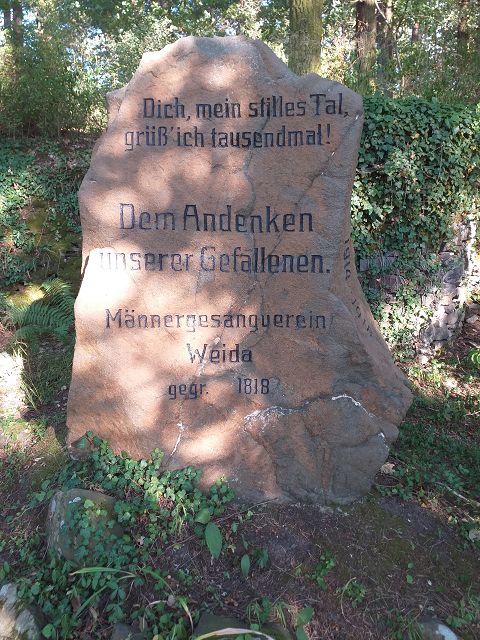 Dich, mein stilles Tal,
grüß' ich tausendmal!
Dem Andenken
unserer Gefallenen.
Männergesangverein
Weida
gegr. 1818